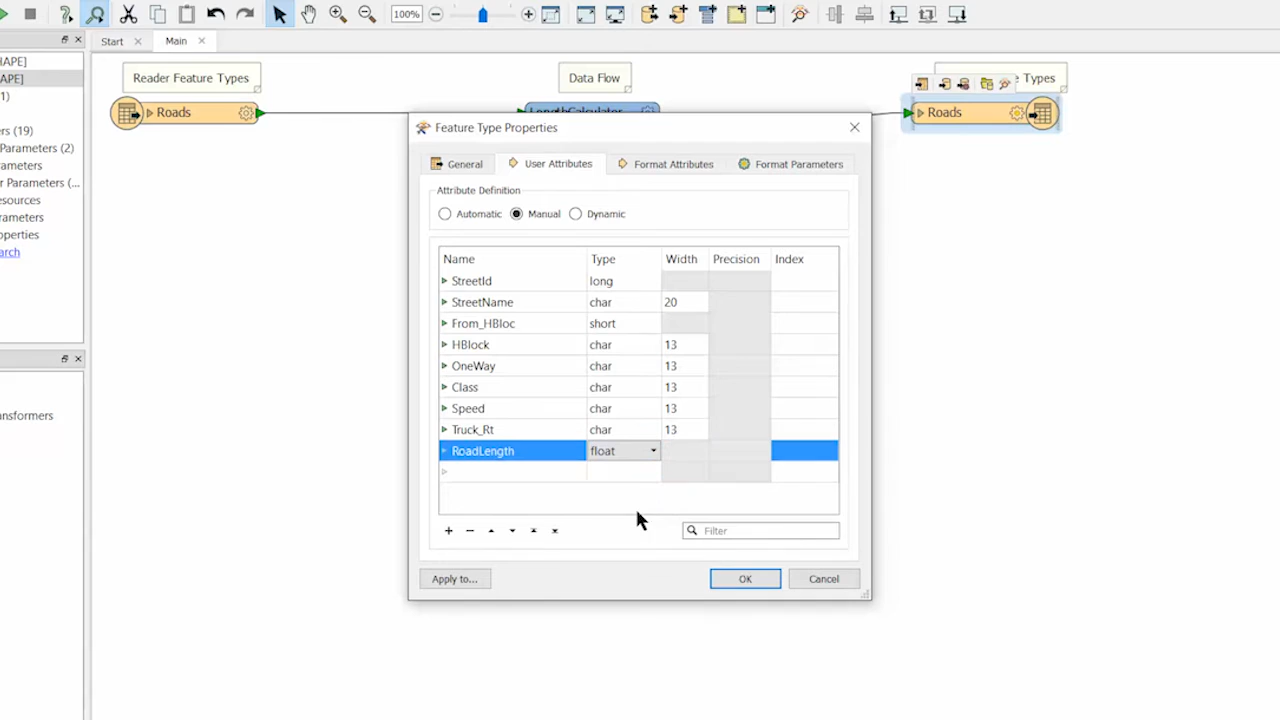 100%
Start
Main
HAPE]
APE]
1)
ers (19)
Parameters (2)
arameters
r Parameters (...
esources
rameters
operties
arch
ansformers
Reader Feature Types
Data Flow
e Types
Roads
LengthCalculator
Roads
Feature Type Properties
General
User Attributes
Format Attributes
Format Parameters
Attribute Definition
Automatic
Manual
Dynamic
Name Type Width Precision Index
StreetId long
StreetName char 20
From_HBloc short
HBlock char 13
OneWay char 13
Class char 13
Speed char 13
Truck_Rt char 13
RoadLength float
Filter
Apply to...
OK
Cancel